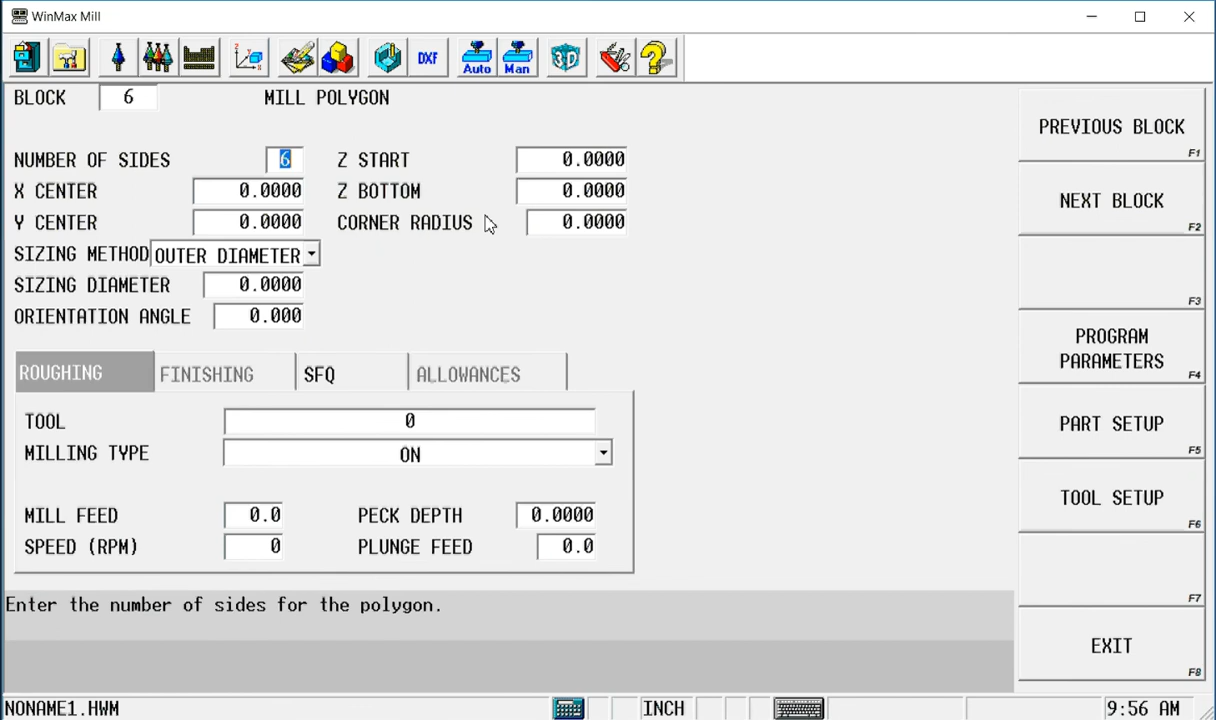 WinMax Mill
DXF
Auto
Man
3D
BLOCK 6 MILL POLYGON
NUMBER OF SIDES 6 Z START 0.0000
X CENTER 0.0000 Z BOTTOM 0.0000
Y CENTER 0.0000 CORNER RADIUS 0.0000
SIZING METHOD OUTER DIAMETER
SIZING DIAMETER 0.0000
ORIENTATION ANGLE 0.000
ROUGHING FINISHING SFQ ALLOWANCES
TOOL 0
MILLING TYPE ON
MILL FEED 0.0 PECK DEPTH 0.0000
SPEED (RPM) 0 PLUNGE FEED 0.0
Enter the number of sides for the polygon.
PREVIOUS BLOCK
F1
NEXT BLOCK
F2
F3
PROGRAM
PARAMETERS
F4
PART SETUP
F5
TOOL SETUP
F6
F7
EXIT
F8
NONAME1.HWM INCH 9:56 AM